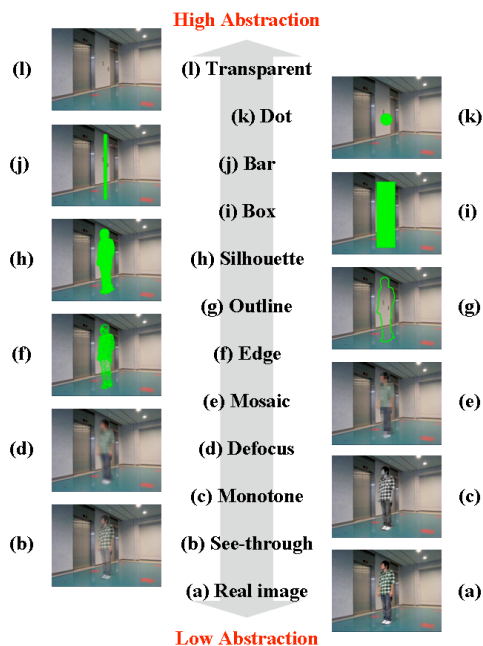 High Abstraction
(l) (l) Transparent
(k) Dot (k)
(j) (j) Bar
(i) Box (i)
(h) (h) Silhouette
(g) Outline (g)
(f) (f) Edge
(e) Mosaic (e)
(d) (d) Defocus
(c) Monotone (c)
(b) (b) See-through
(a) Real image (a)
Low Abstraction